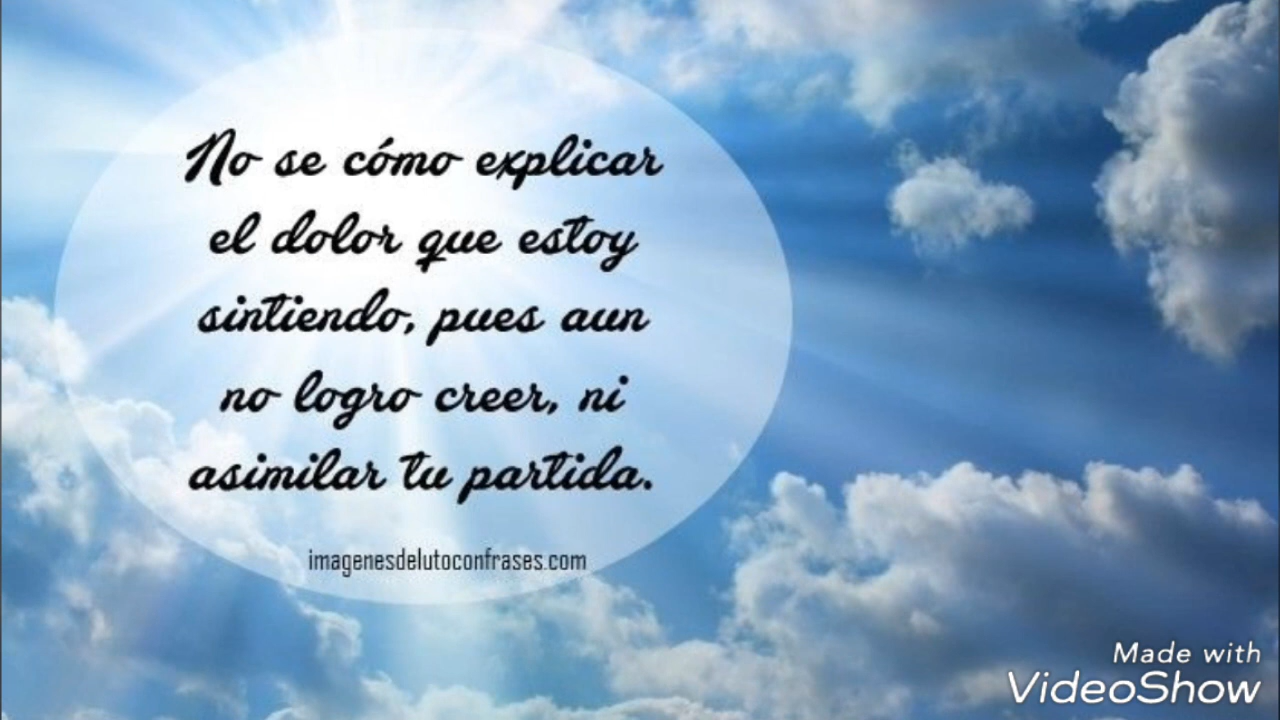 No se cómo explicar
el dolor que estoy
sintiendo, pues aun
no logro creer, ni
asimilar tu partida.
imagenesdelutoconfrases.com
Made with
VideoShow